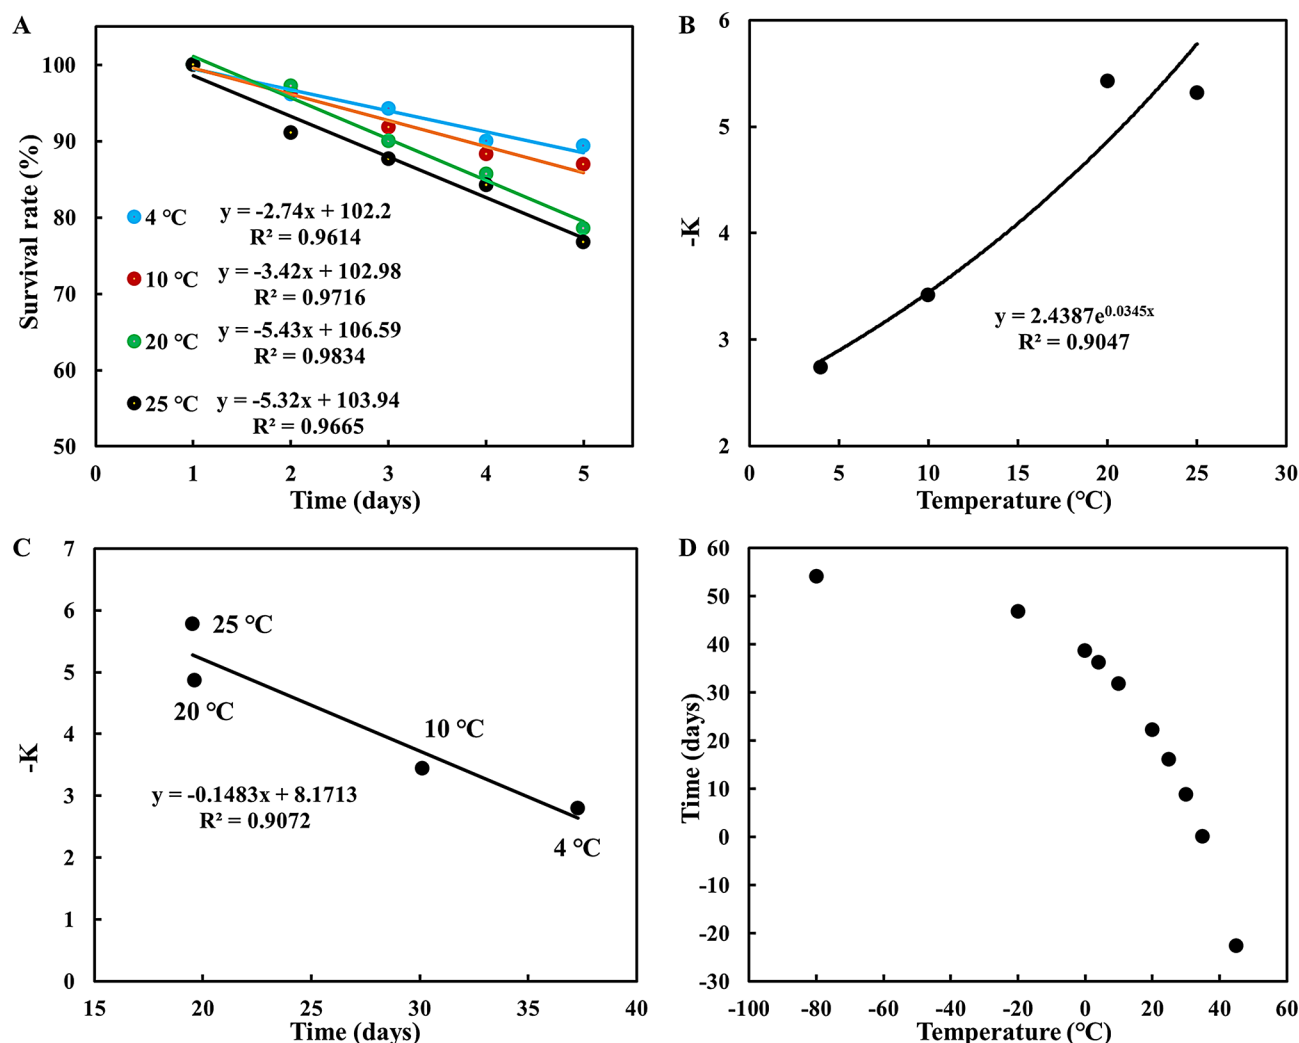 A
Survival rate (%)
100
90
80
70
60
50
4 °C
y = -2.74x + 102.2
R² = 0.9614
10 °C
y = -3.42x + 102.98
R² = 0.9716
20 °C
y = -5.43x + 106.59
R² = 0.9834
25 °C
y = -5.32x + 103.94
R² = 0.9665
0 1 2 3 4 5
Time (days)
B
-K
6
5
4
3
2
y = 2.4387e^0.0345x
R² = 0.9047
0 5 10 15 20 25 30
Temperature (°C)
C
-K
7
6
5
4
3
2
1
0
25 °C
20 °C
10 °C
4 °C
y = -0.1483x + 8.1713
R² = 0.9072
15 20 25 30 35 40
Time (days)
D
Time (days)
60
50
40
30
20
10
0
-10
-20
-30
-100 -80 -60 -40 -20 0 20 40 60
Temperature (°C)